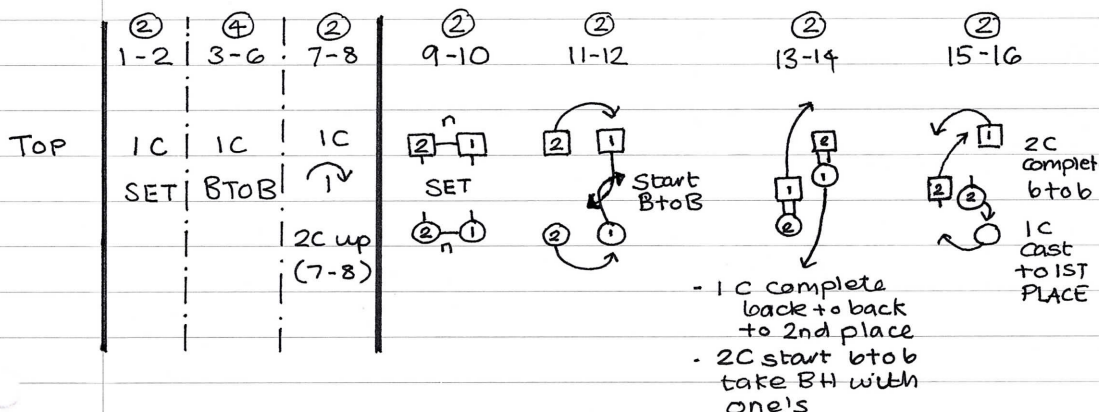 ② ④ ② ② ② ② ②
1-2 3-6 7-8 9-10 11-12 13-14 15-16
TOP 1C 1C 1C
SET BTOB
2C up
(7-8)
n
2 1
SET
2 1
n
2 1
Start
BtoB
2 1
2
1
1
2
- 1C complete
back to back
to 2nd place
- 2C start btob
take BH with
one's
1
2 2
2C
complet
btob
1C
cast
to 1ST
PLACE